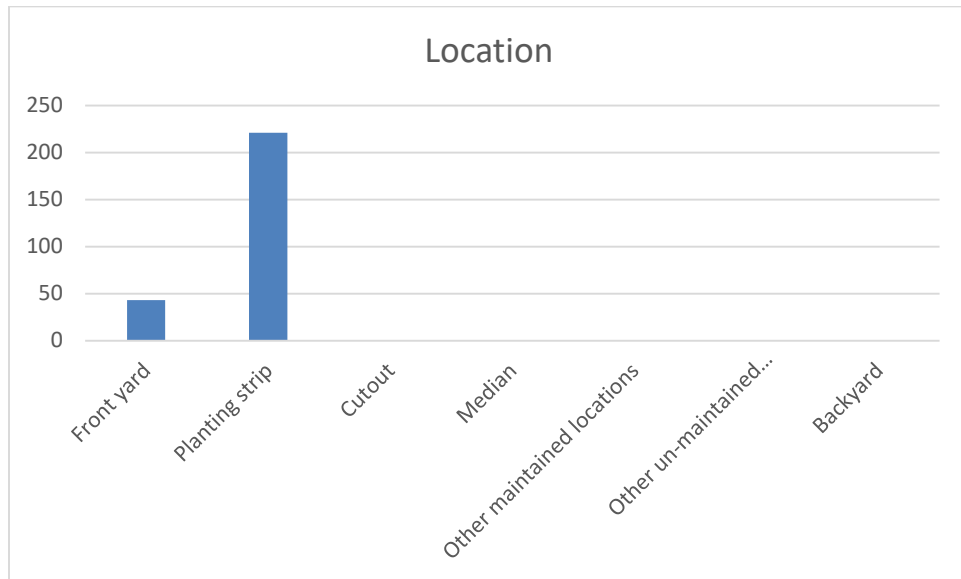 Location
250
200
150
100
50
0
Front yard
Planting strip
Cutout
Median
Other maintained locations
Other un-maintained...
Backyard